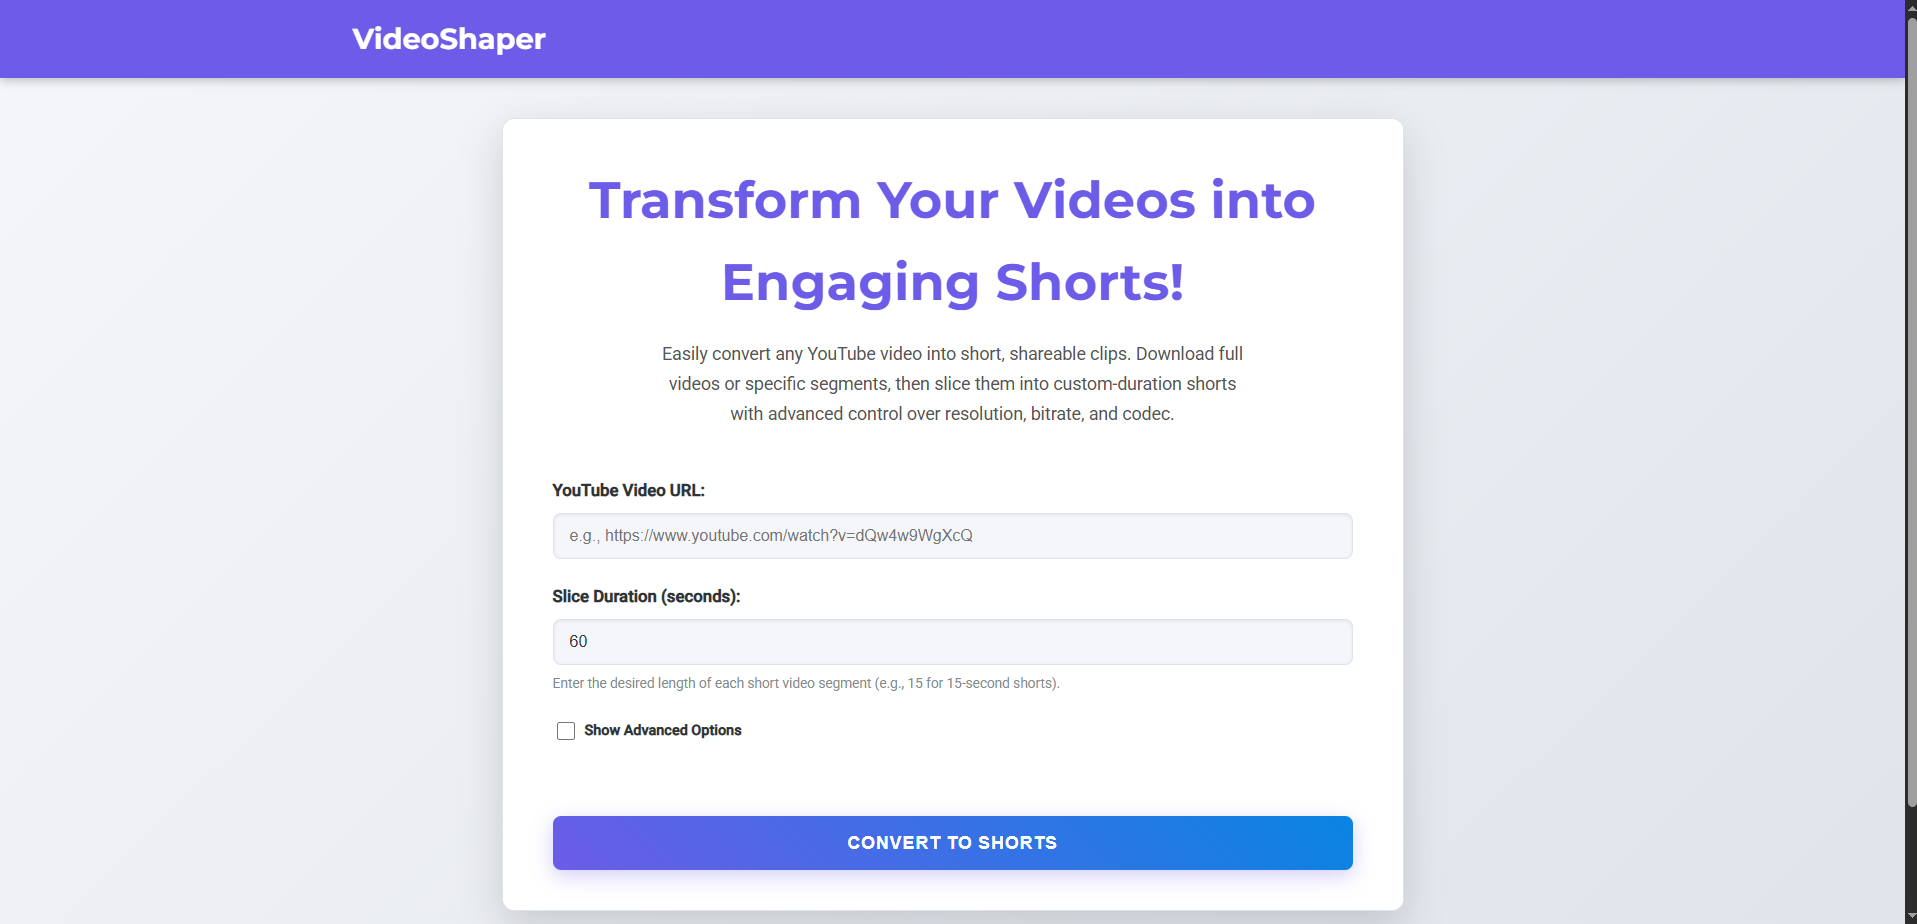 VideoShaper
Transform Your Videos into
Engaging Shorts!
Easily convert any YouTube video into short, shareable clips. Download full
videos or specific segments, then slice them into custom-duration shorts
with advanced control over resolution, bitrate, and codec.
YouTube Video URL:
e.g., https://www.youtube.com/watch?v=dQw4w9WgXcQ
Slice Duration (seconds):
60
Enter the desired length of each short video segment (e.g., 15 for 15-second shorts).
Show Advanced Options
CONVERT TO SHORTS